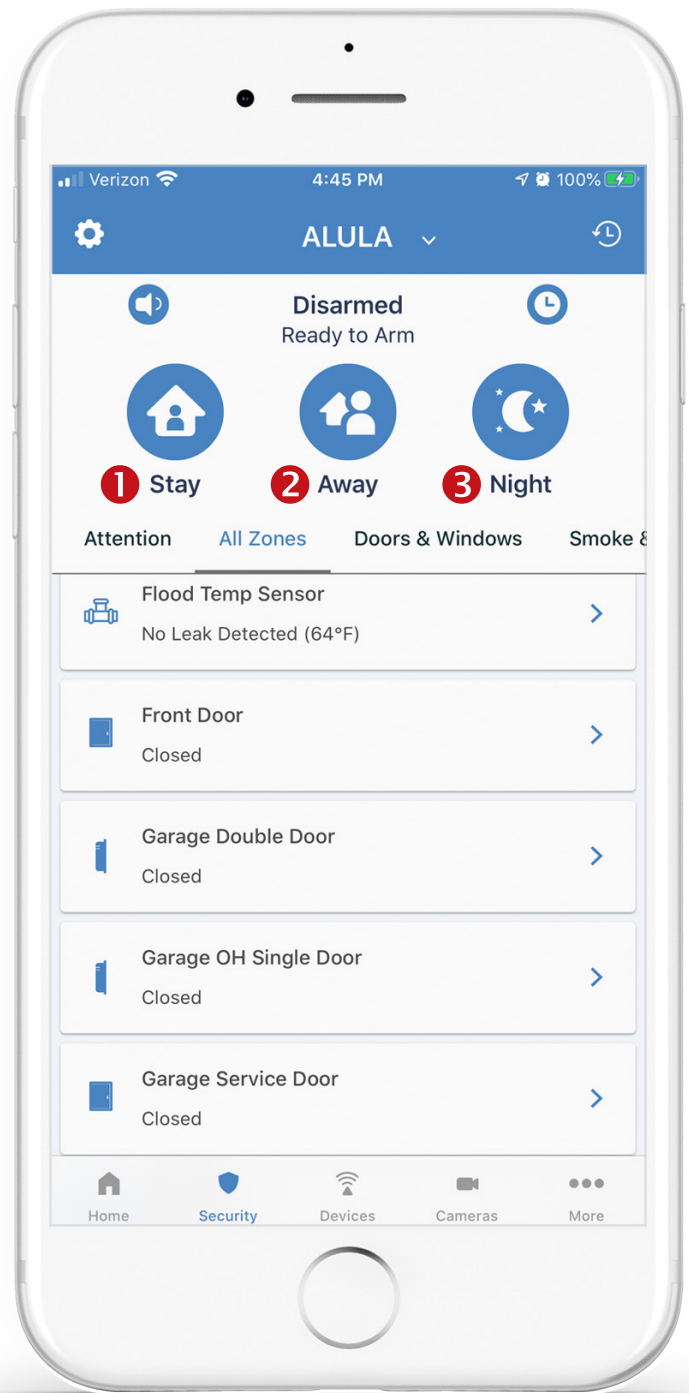 Verizon 4:45 PM 100%
ALULA
Disarmed
Ready to Arm
1 Stay 2 Away 3 Night
Attention All Zones Doors & Windows Smoke &
Flood Temp Sensor
No Leak Detected (64°F)
Front Door
Closed
Garage Double Door
Closed
Garage OH Single Door
Closed
Garage Service Door
Closed
Home Security Devices Cameras More